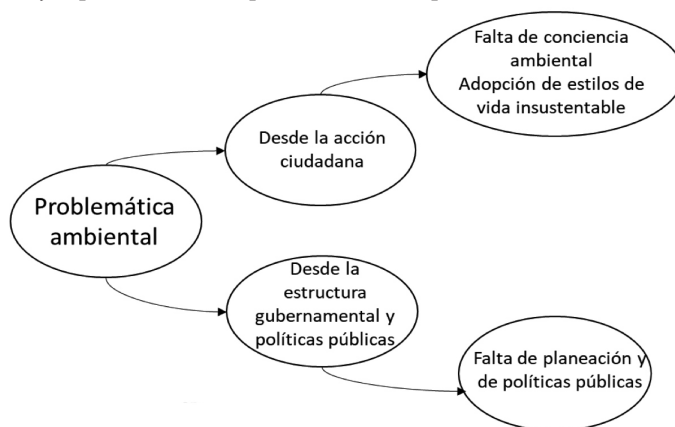 Falta de conciencia
ambiental
Adopción de estilos de
vida insustentable
Desde la acción
ciudadana
Problemática
ambiental
Desde la
estructura
gubernamental y
políticas públicas
Falta de planeación y
de políticas públicas